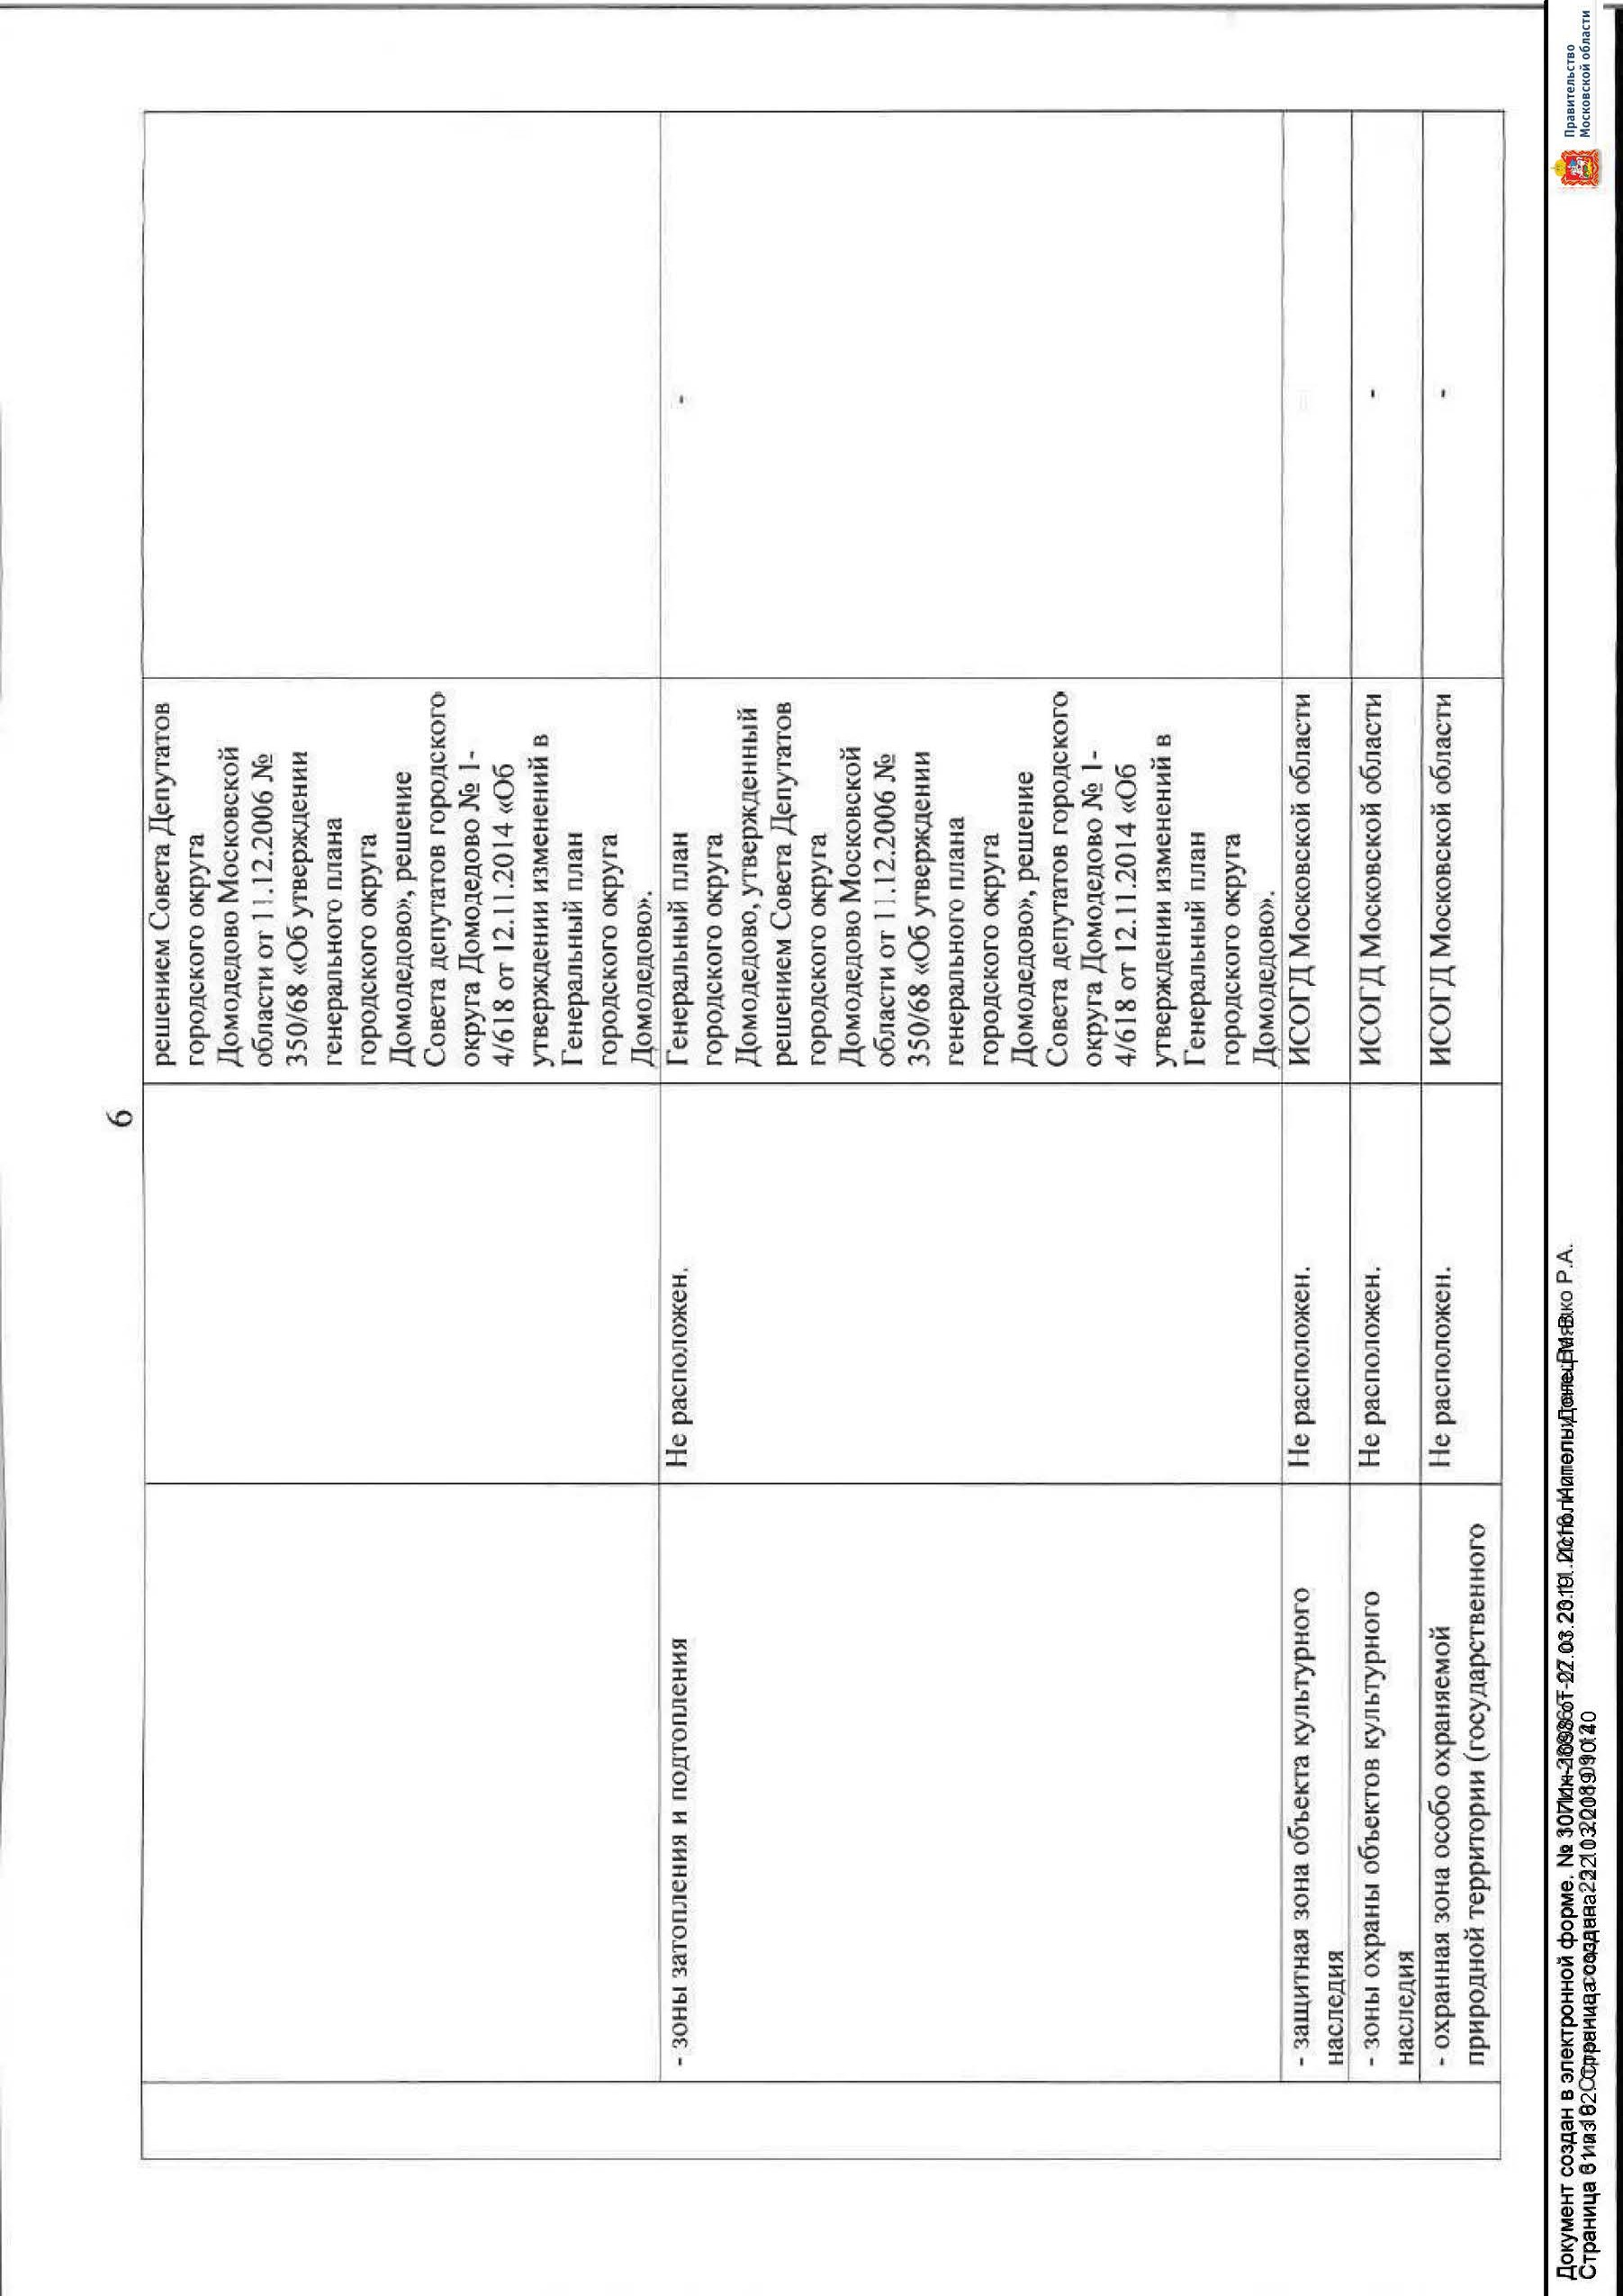 6
решением Совета Депутатов
городского округа
Домодедово Московской
области от 11.12.2006 №
350/68 «Об утверждении
генерального плана
городского округа
Домодедово», решение
Совета депутатов городского
округа Домодедово № 1-
4/618 от 12.11.2014 «Об
утверждении изменений в
Генеральный план
городского округа
Домодедово».
- зоны затопления и подтопления
Не расположен.
Генеральный план
городского округа
Домодедово, утвержденный
решением Совета Депутатов
городского округа
Домодедово Московской
области от 11.12.2006 №
350/68 «Об утверждении
генерального плана
городского округа
Домодедово», решение
Совета депутатов городского
округа Домодедово № 1-
4/618 от 12.11.2014 «Об
утверждении изменений в
Генеральный план
городского округа
Домодедово».
-
- защитная зона объекта культурного
наследия
Не расположен.
ИСОГД Московской области
- зоны охраны объектов культурного
наследия
Не расположен.
ИСОГД Московской области
-
- охранная зона особо охраняемой
природной территории (государственного
Не расположен.
ИСОГД Московской области
-
Документ создан в электронной форме. №
Страница
Правительство
Московской области